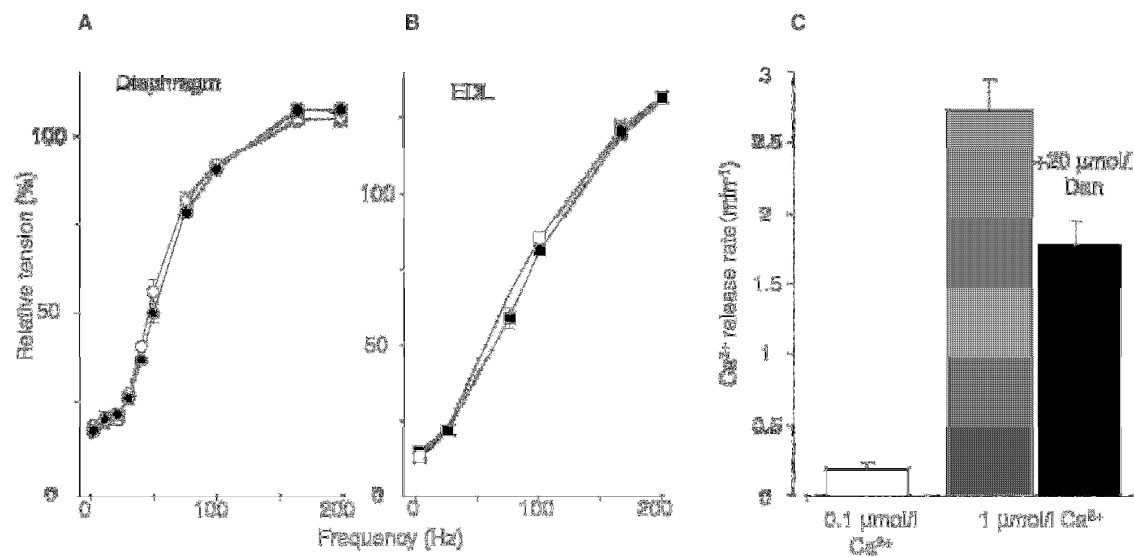 A
Diaphragm
100
50
0
Relative tension (%)
0
100
200
B
EDL
100
50
0
0
100
200
Frequency (Hz)
C
3
2.5
2
1.5
1
0.5
0
Ca²⁺ release rate (min⁻¹)
+20 µmol/l
Dan
0.1 µmol/l
Ca²⁺
1 µmol/l Ca²⁺